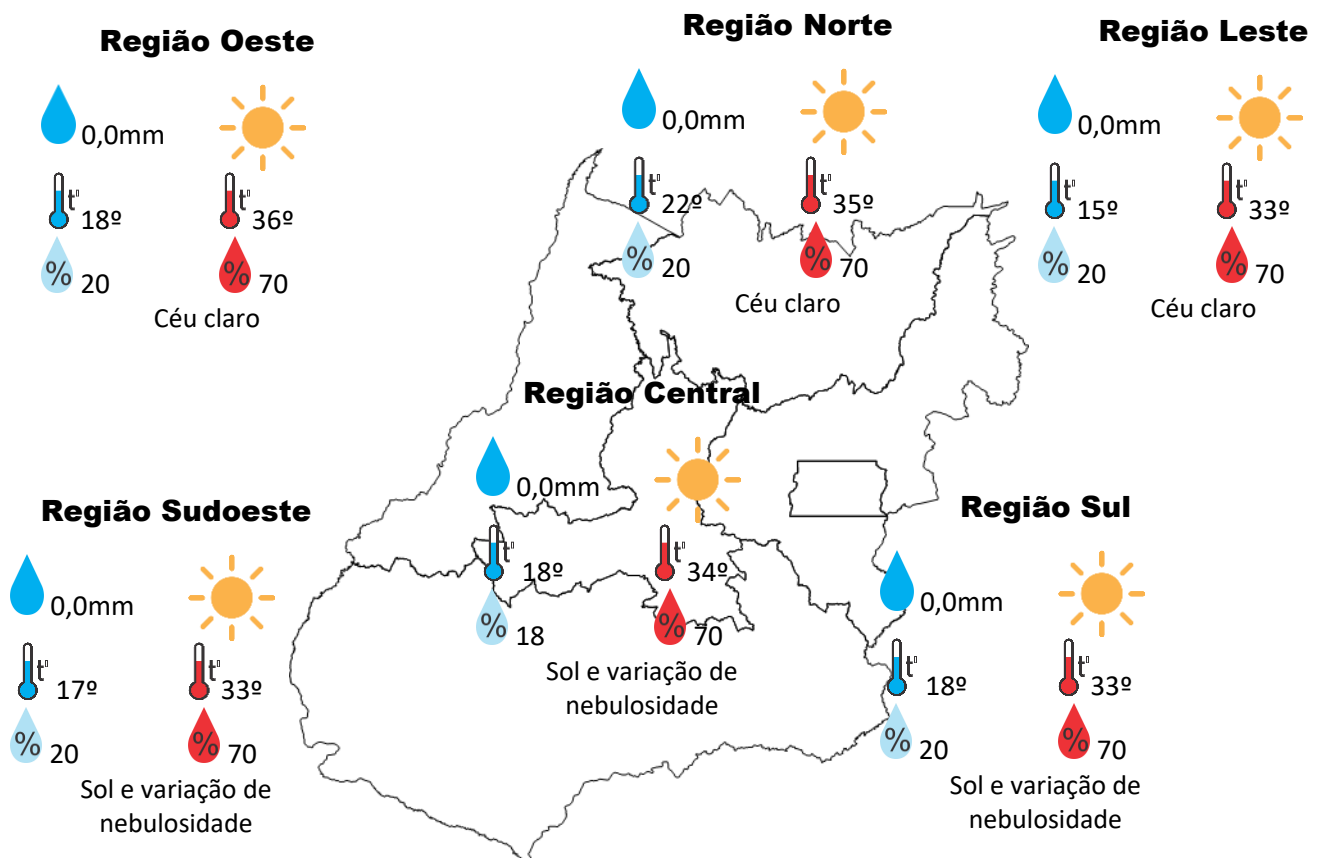 Região Oeste
0,0mm
t°
18º
t°
36º
% 20
% 70
Céu claro
Região Norte
0,0mm
t°
22º
t°
35º
% 20
% 70
Céu claro
Região Leste
0,0mm
t°
15º
t°
33º
% 20
% 70
Céu claro
Região Central
0,0mm
t°
18º
t°
34º
% 18
% 70
Sol e variação de
nebulosidade
Região Sudoeste
0,0mm
t°
17º
t°
33º
% 20
% 70
Sol e variação de
nebulosidade
Região Sul
0,0mm
t°
18º
t°
33º
% 20
% 70
Sol e variação de
nebulosidade